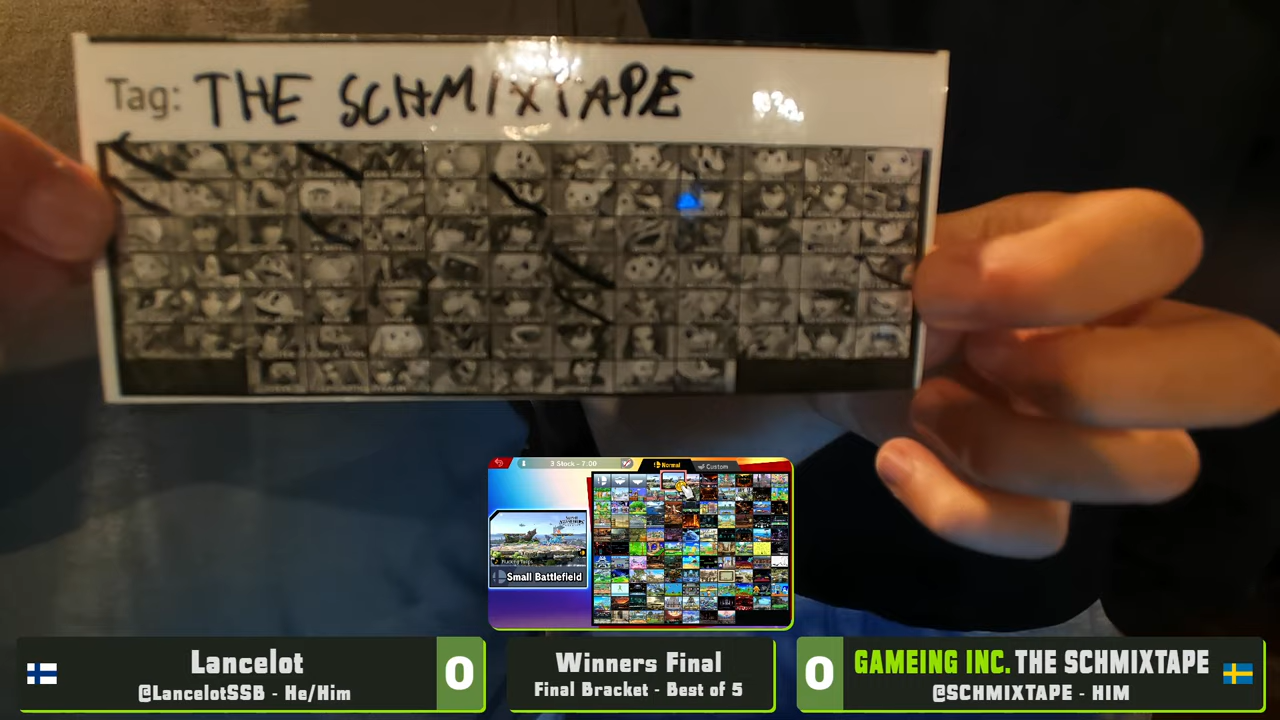 Tag: THE SCHMIXTAPE
3 Stock - 7:00
Normal
Custom
Small Battlefield
Lancelot
@LancelotSSB - He/Him
0
Winners Final
Final Bracket - Best of 5
0
GAMEING INC. THE SCHMIXTAPE
@SCHMIXTAPE - HIM